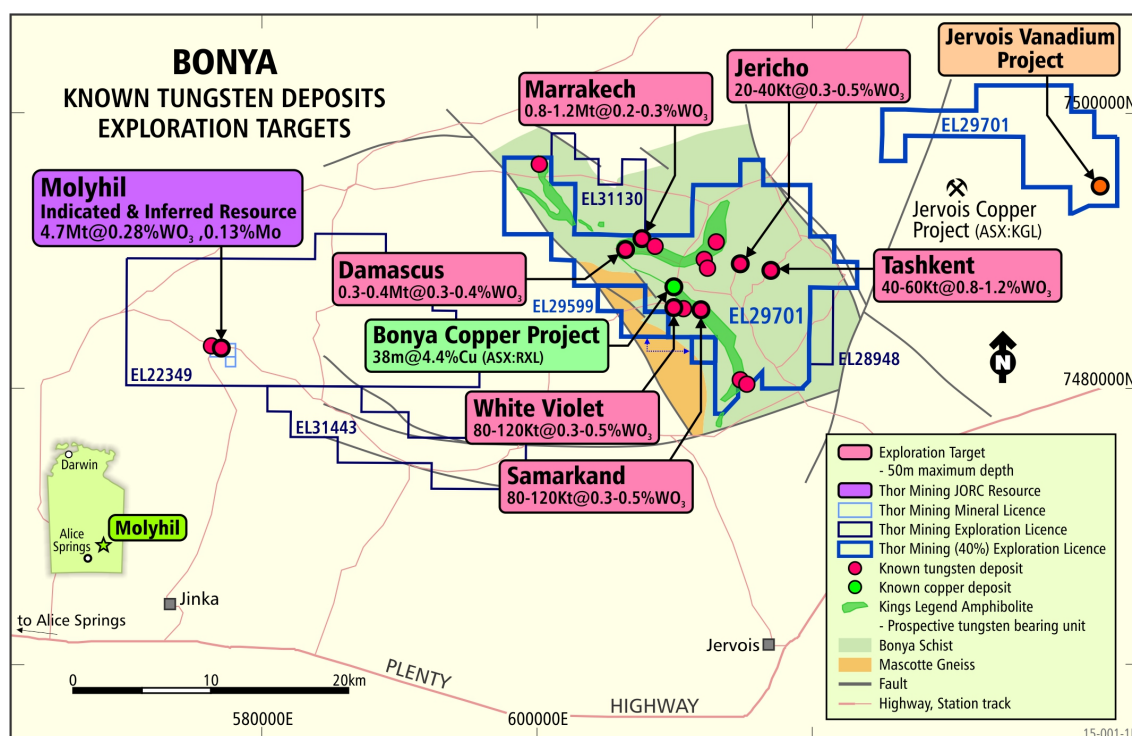 BONYA
KNOWN TUNGSTEN DEPOSITS
EXPLORATION TARGETS
Marrakech
0.8-1.2Mt@0.2-0.3%WO₃
Jericho
20-40Kt@0.3-0.5%WO₃
Jervois Vanadium
Project
7500000N
EL29701
Molyhil
Indicated & Inferred Resource
4.7Mt@0.28%WO₃ ,0.13%Mo
EL31130
Jervois Copper
Project (ASX:KGL)
Damascus
0.3-0.4Mt@0.3-0.4%WO₃
Tashkent
40-60Kt@0.8-1.2%WO₃
EL29599
EL29701
Bonya Copper Project
38m@4.4%Cu (ASX:RXL)
N
EL28948
EL22349
7480000N
White Violet
80-120Kt@0.3-0.5%WO₃
EL31443
Samarkand
80-120Kt@0.3-0.5%WO₃
Darwin
Alice
Springs
Molyhil
Exploration Target
- 50m maximum depth
Thor Mining JORC Resource
Thor Mining Mineral Licence
Thor Mining Exploration Licence
Thor Mining (40%) Exploration Licence
Known tungsten deposit
Known copper deposit
Kings Legend Amphibolite
- Prospective tungsten bearing unit
Bonya Schist
Mascotte Gneiss
Fault
Highway, Station track
Jinka
to Alice Springs
Jervois
PLENTY
HIGHWAY
0 10 20km
580000E
600000E